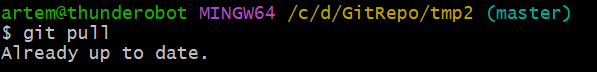 artem@thunderobot MINGW64 /c/d/GitRepo/tmp2 (master)
$ git pull
Already up to date.